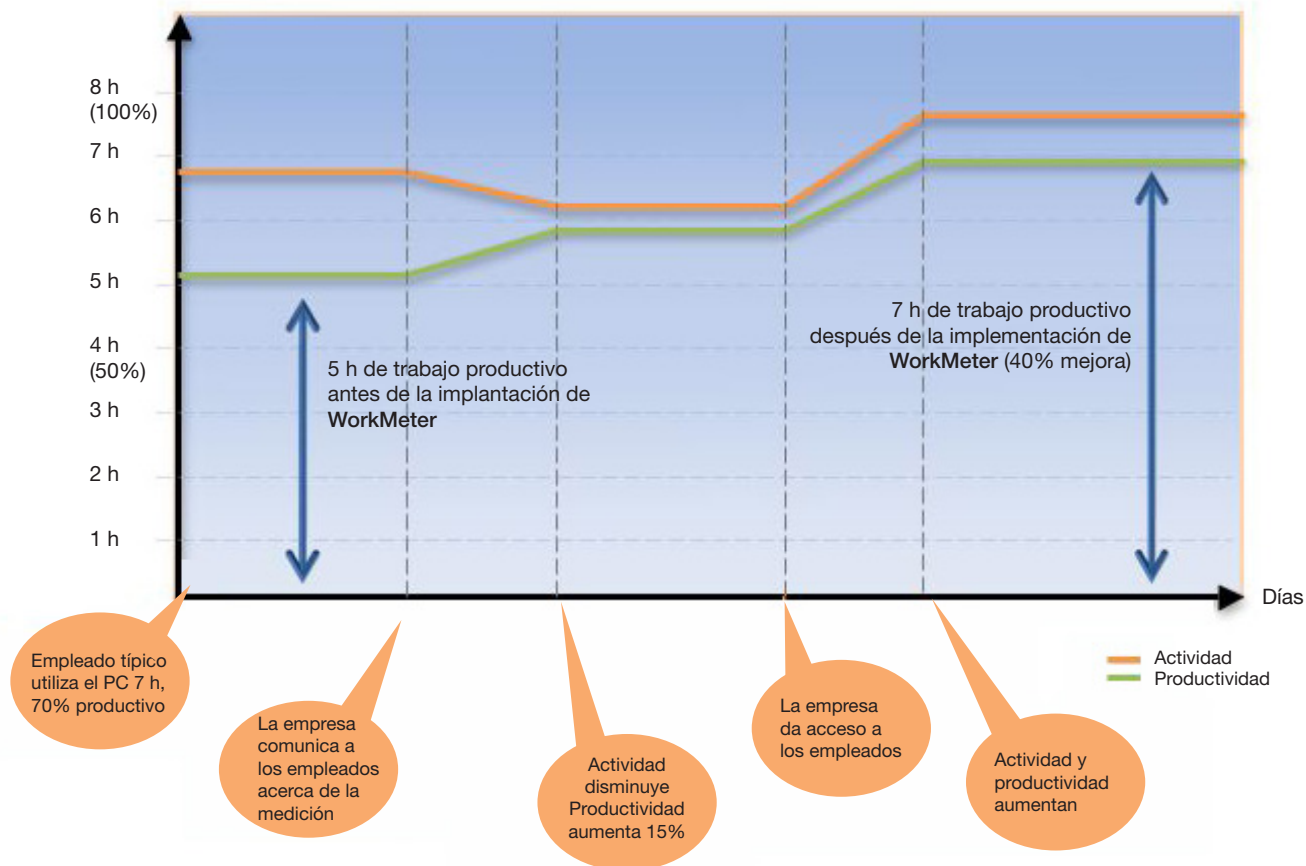 8 h
(100%)
7 h
6 h
5 h
4 h
(50%)
3 h
2 h
1 h
5 h de trabajo productivo
antes de la implantación de
WorkMeter
7 h de trabajo productivo
después de la implementación de
WorkMeter (40% mejora)
Días
Actividad
Productividad
Empleado típico
utiliza el PC 7 h,
70% productivo
La empresa
comunica a
los empleados
acerca de la
medición
Actividad
disminuye
Productividad
aumenta 15%
La empresa
da acceso a
los empleados
Actividad y
productividad
aumentan